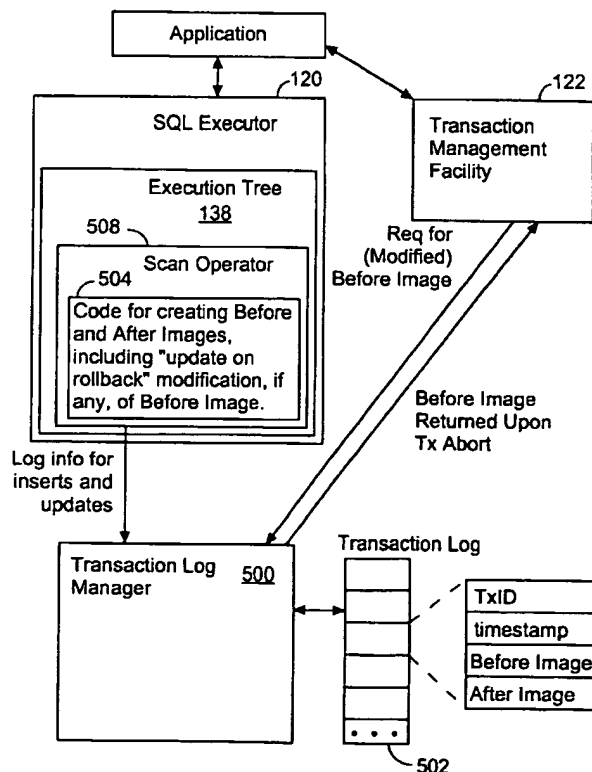 Application
120
SQL Executor
122
Transaction
Management
Facility
Execution Tree
138
508
Scan Operator
504
Code for creating Before
and After Images,
including "update on
rollback" modification, if
any, of Before Image.
Req for
(Modified)
Before Image
Before Image
Returned Upon
Tx Abort
Log info for
inserts and
updates
Transaction Log
Manager
500
Transaction Log
TxID
timestamp
Before Image
After Image
• • •
502